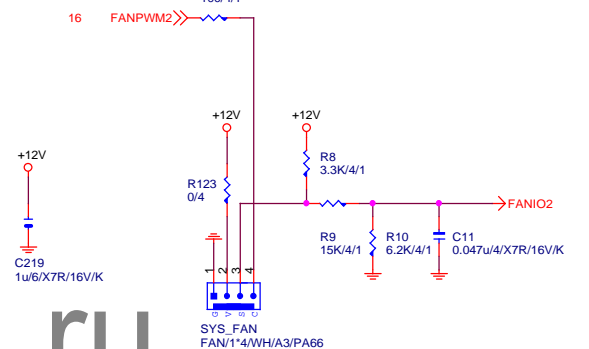 16 FANPWM2
+12V +12V
+12V
R8
3.3K/4/1
R123
0/4
FANIO2
R9
15K/4/1
R10
6.2K/4/1
C11
0.047u/4/X7R/16V/K
C219
1u/6/X7R/16V/K
1 2 3 4
G V S C
SYS_FAN
FAN/1*4/WH/A3/PA66
ru